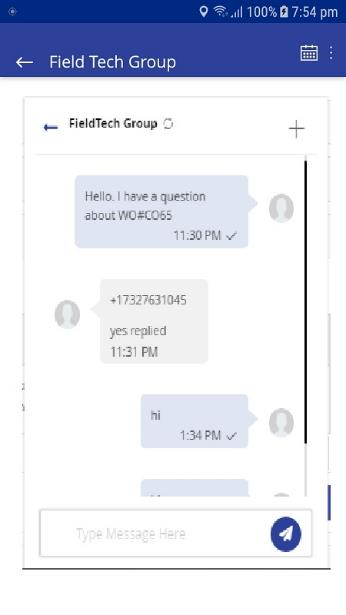 100% 7:54 pm
Field Tech Group
FieldTech Group
Hello. I have a question
about WO#CO65
11:30 PM
+17327631045
yes replied
11:31 PM
hi
1:34 PM
Type Message Here